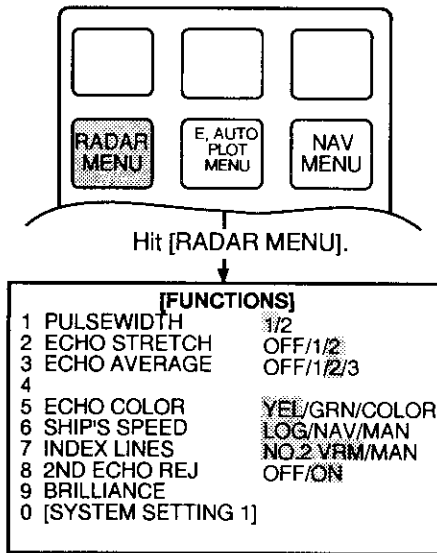 RADAR MENU
E, AUTO PLOT MENU
NAV MENU
Hit [RADAR MENU].
[FUNCTIONS]
1 PULSEWIDTH 1/2
2 ECHO STRETCH OFF/1/2
3 ECHO AVERAGE OFF/1/2/3
4
5 ECHO COLOR YEL/GRN/COLOR
6 SHIP'S SPEED LOG/NAV/MAN
7 INDEX LINES NO.2 VRM/MAN
8 2ND ECHO REJ OFF/ON
9 BRILLIANCE
0 [SYSTEM SETTING 1]